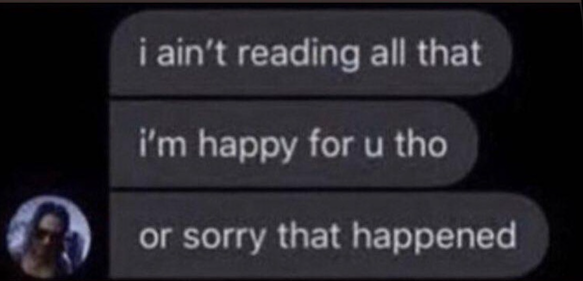 i ain't reading all that
i'm happy for u tho
or sorry that happened